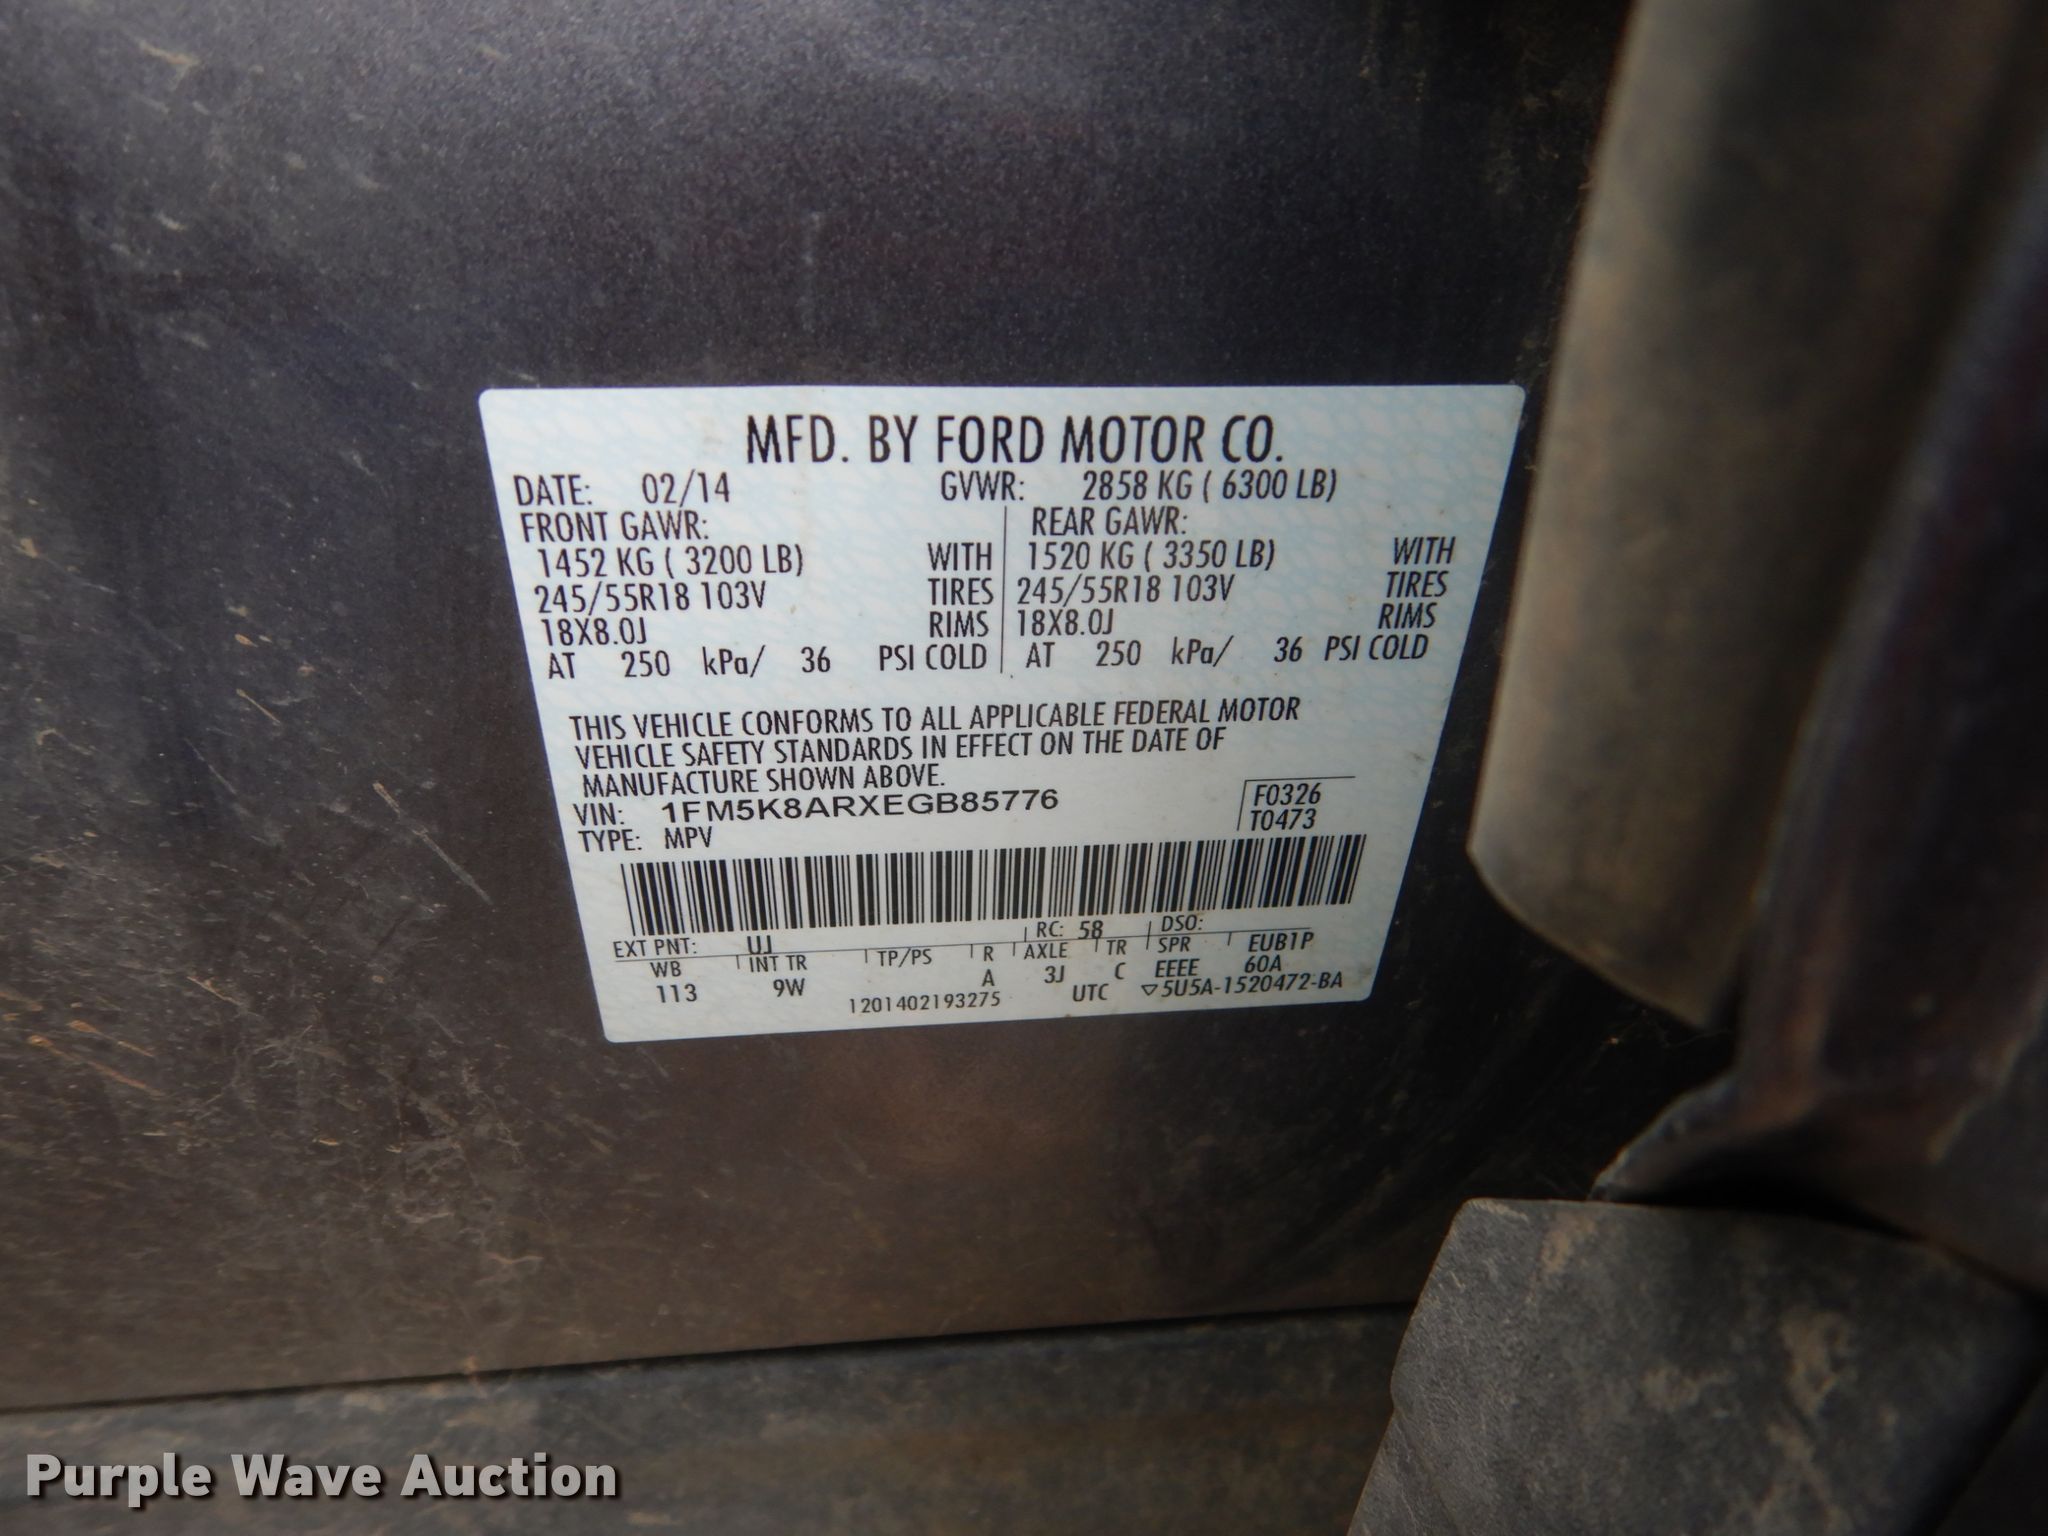 MFD. BY FORD MOTOR CO.
DATE: 02/14 GVWR: 2858 KG ( 6300 LB)
FRONT GAWR: REAR GAWR:
1452 KG ( 3200 LB) WITH 1520 KG ( 3350 LB) WITH
245/55R18 103V TIRES 245/55R18 103V TIRES
18X8.0J RIMS 18X8.0J RIMS
AT 250 kPa/ 36 PSI COLD AT 250 kPa/ 36 PSI COLD
THIS VEHICLE CONFORMS TO ALL APPLICABLE FEDERAL MOTOR
VEHICLE SAFETY STANDARDS IN EFFECT ON THE DATE OF
MANUFACTURE SHOWN ABOVE.
VIN: 1FM5K8ARXEGB85776 F0326
TYPE: MPV T0473
EXT PNT: UJ RC: 58 DSO:
WB INT TR TP/PS R AXLE TR SPR EUB1P
113 9W A 3J C EEEE 60A
1201402193275 UTC ▽5U5A-1520472-BA
Purple Wave Auction